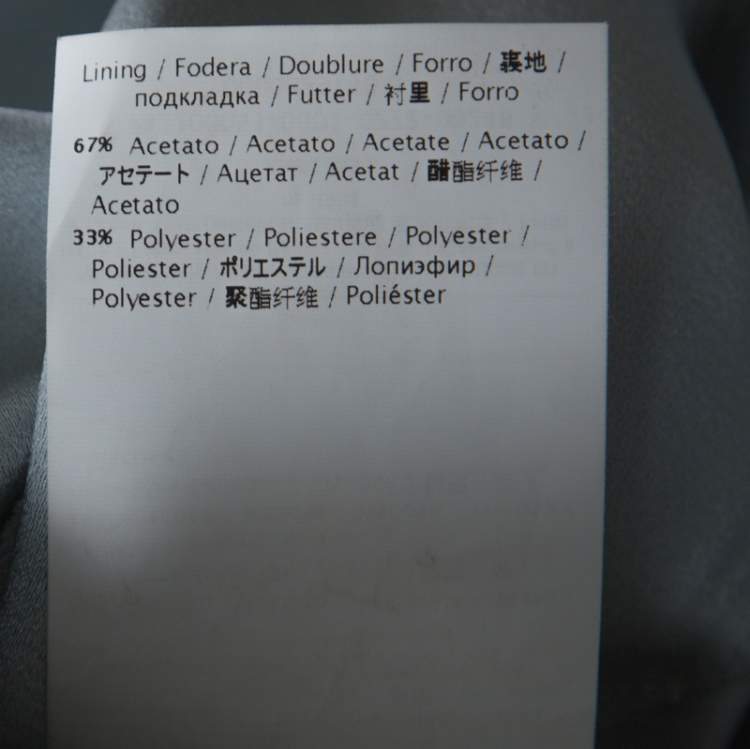 Lining / Fodera / Doublure / Forro / 裏地 /
подкладка / Futter / 衬里 / Forro
67% Acetato / Acetato / Acetate / Acetato /
アセテート / Ацетат / Acetat / 醋酯纤维 /
Acetato
33% Polyester / Poliestere / Polyester /
Poliester / ポリエステル / Лопиэфир /
Polyester / 聚酯纤维 / Poliéster